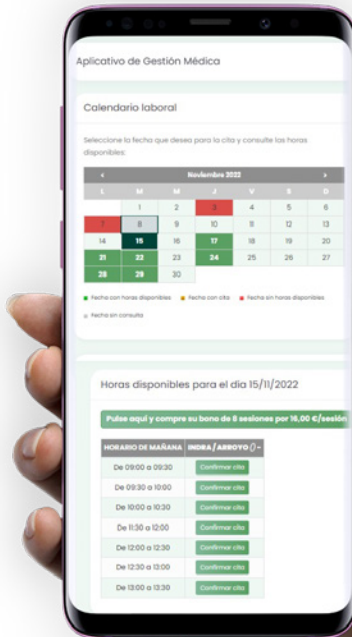 Aplicativo de Gestión Médica
Calendario laboral
Seleccione la fecha que desea para la cita y consulte las horas
disponibles:
‹ Noviembre 2022 ›
L M M J V S D
1 2 3 4 5 6
7 8 9 10 11 12 13
14 15 16 17 18 19 20
21 22 23 24 25 26 27
28 29 30
Fecha con horas disponibles Fecha con cita Fecha sin horas disponibles
Fecha sin consulta
Horas disponibles para el día 15/11/2022
Pulse aquí y compre su bono de 8 sesiones por 16,00 €/sesión
HORARIO DE MAÑANA INDRA / ARROYO () -
De 09:00 a 09:30 Confirmar cita
De 09:30 a 10:00 Confirmar cita
De 10:00 a 10:30 Confirmar cita
De 11:30 a 12:00 Confirmar cita
De 12:00 a 12:30 Confirmar cita
De 12:30 a 13:00 Confirmar cita
De 13:00 a 13:30 Confirmar cita